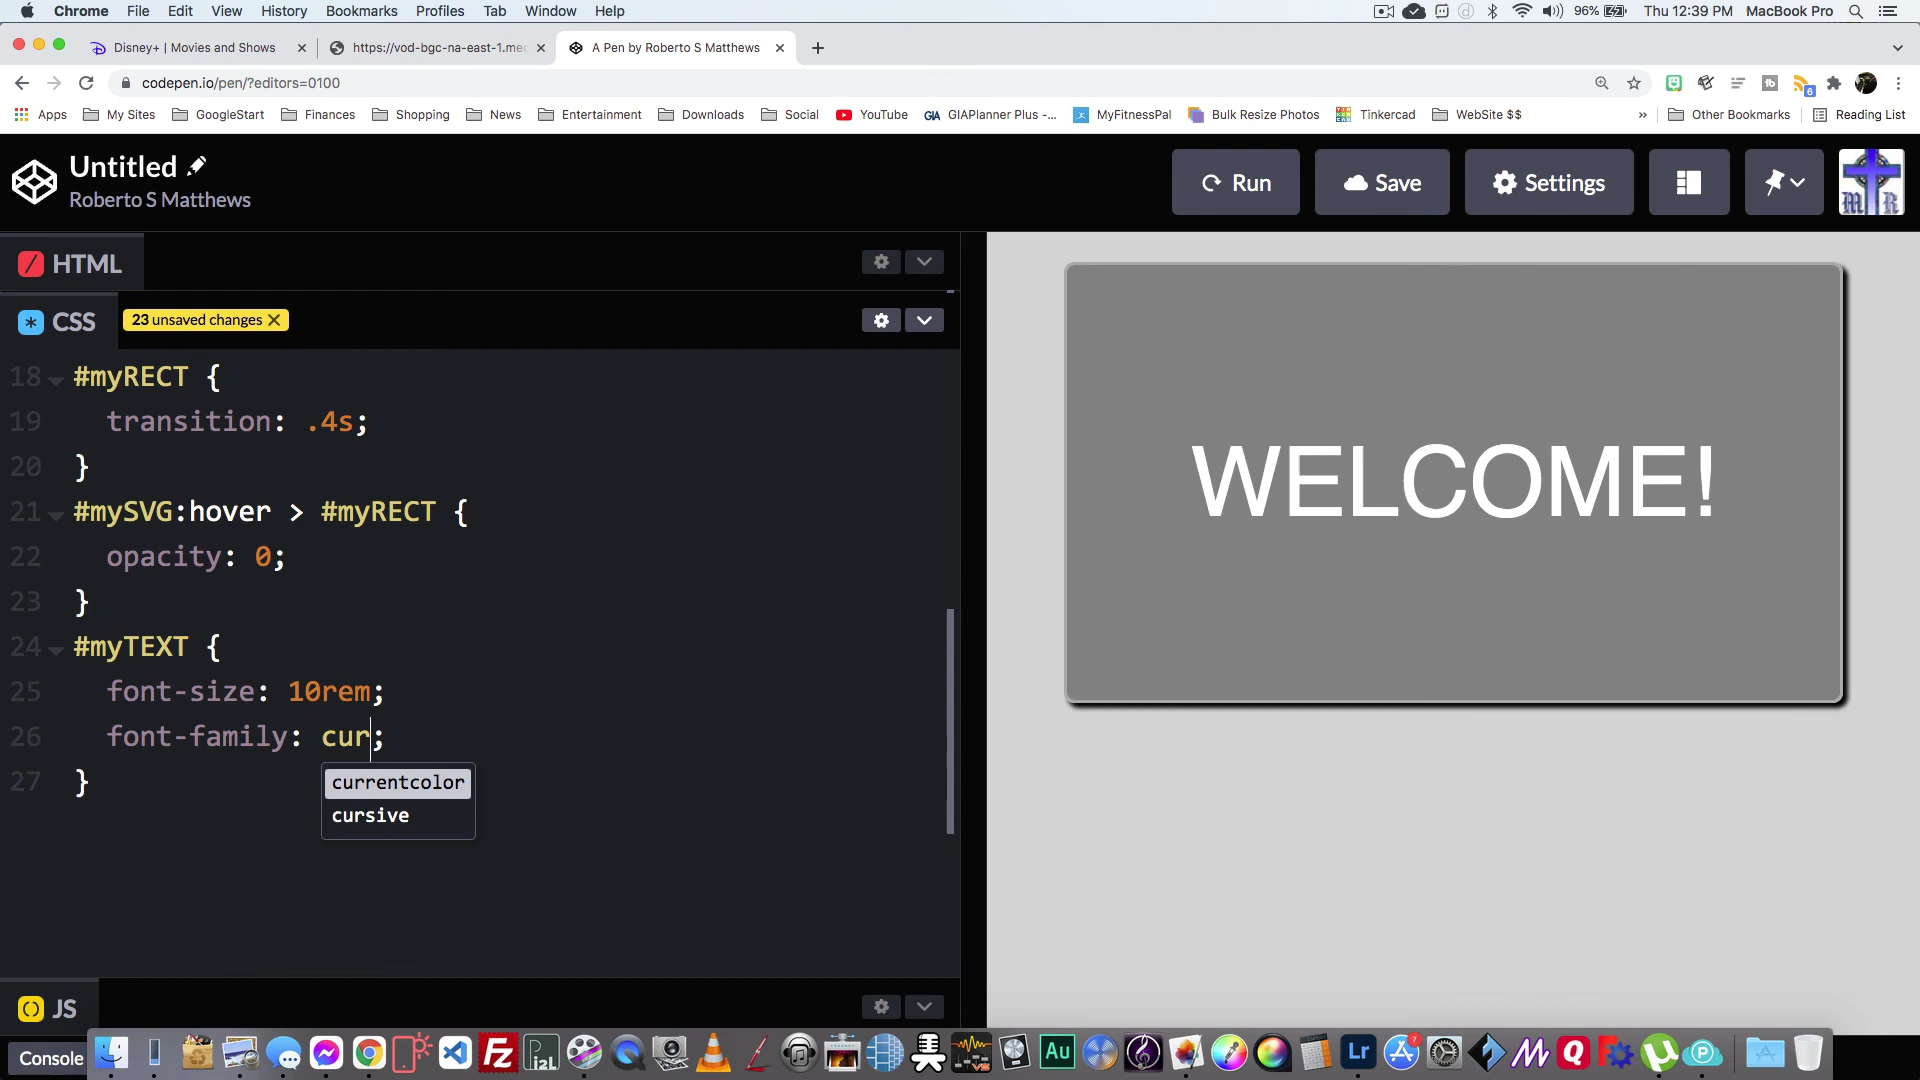 Chrome File Edit View History Bookmarks Profiles Tab Window Help 96% Thu 12:39 PM MacBook Pro
Disney+ | Movies and Shows https://vod-bgc-na-east-1.med A Pen by Roberto S Matthews
codepen.io/pen/?editors=0100 6
Apps My Sites GoogleStart Finances Shopping News Entertainment Downloads Social YouTube GIA GIAPlanner Plus -... MyFitnessPal Bulk Resize Photos Tinkercad WebSite $$ » Other Bookmarks Reading List
Untitled
Roberto S Matthews
Run Save Settings
HTML
CSS 23 unsaved changes
18 #myRECT {
19 transition: .4s;
20 }
21 #mySVG:hover > #myRECT {
22 opacity: 0;
23 }
24 #myTEXT {
25 font-size: 10rem;
26 font-family: cur;
27 }
currentcolor
cursive
WELCOME!
JS
Console